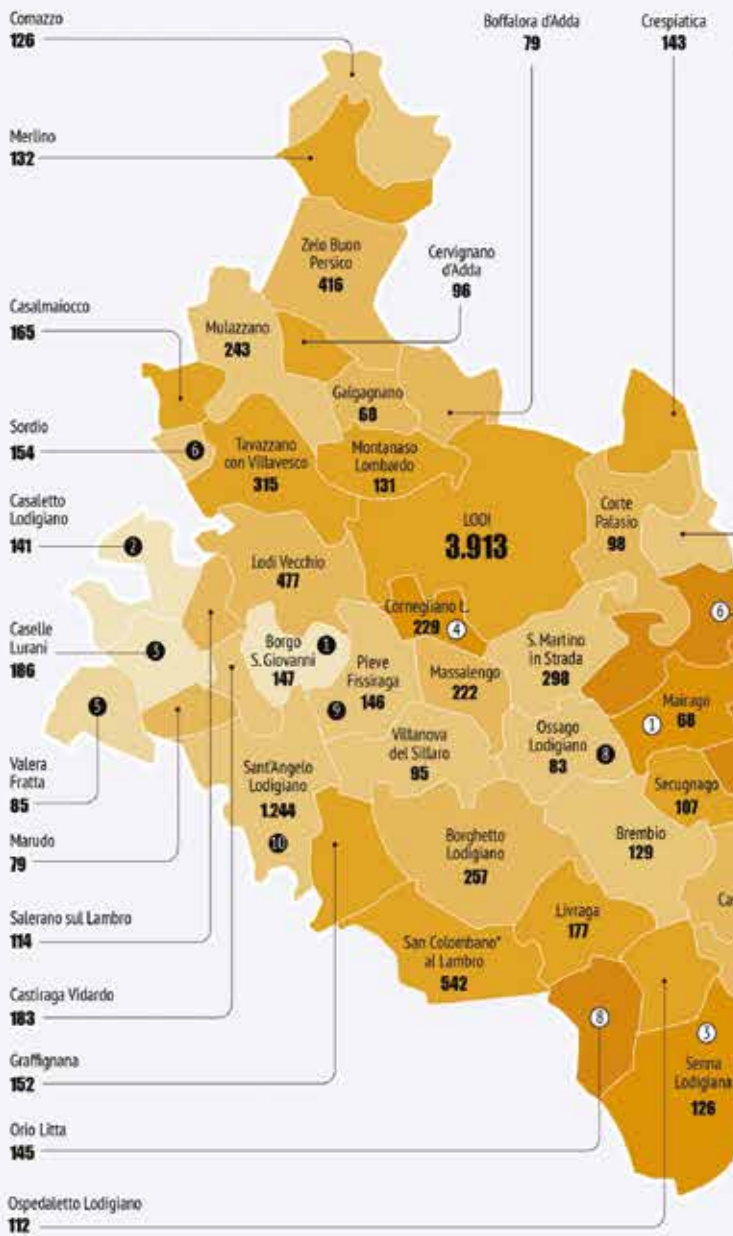 Comazzo
126
Boffalora d'Adda
79
Crespiatica
143
Merlino
132
Zelo Buon
Persico
416
Cervignano
d'Adda
96
Casalmaiocco
165
Mulazzano
243
Galgagnano
68
Sordio
154
6
Tavazzano
con Villavesco
315
Montanaso
Lombardo
131
Casaletto
Lodigiano
141
2
LODI
3.913
Corte
Palasio
98
Lodi Vecchio
477
Cornegliano L.
229
4
6
Caselle
Lurani
186
3
Borgo
S. Giovanni
147
1
Pieve
Fissiraga
146
9
Massalengo
222
S. Martino
in Strada
298
Mairago
68
1
5
Valera
Fratta
85
Sant'Angelo
Lodigiano
1.244
10
Villanova
del Sillaro
95
Ossago
Lodigiano
83
8
Secugnago
107
Marudo
79
Borghetto
Lodigiano
257
Brembio
129
Ca
Salerano sul Lambro
114
Livraga
177
San Colombano*
al Lambro
542
Castiraga Vidardo
183
8
3
Senna
Lodigiana
126
Graffignana
152
Orio Litta
145
Ospedaletto Lodigiano
112